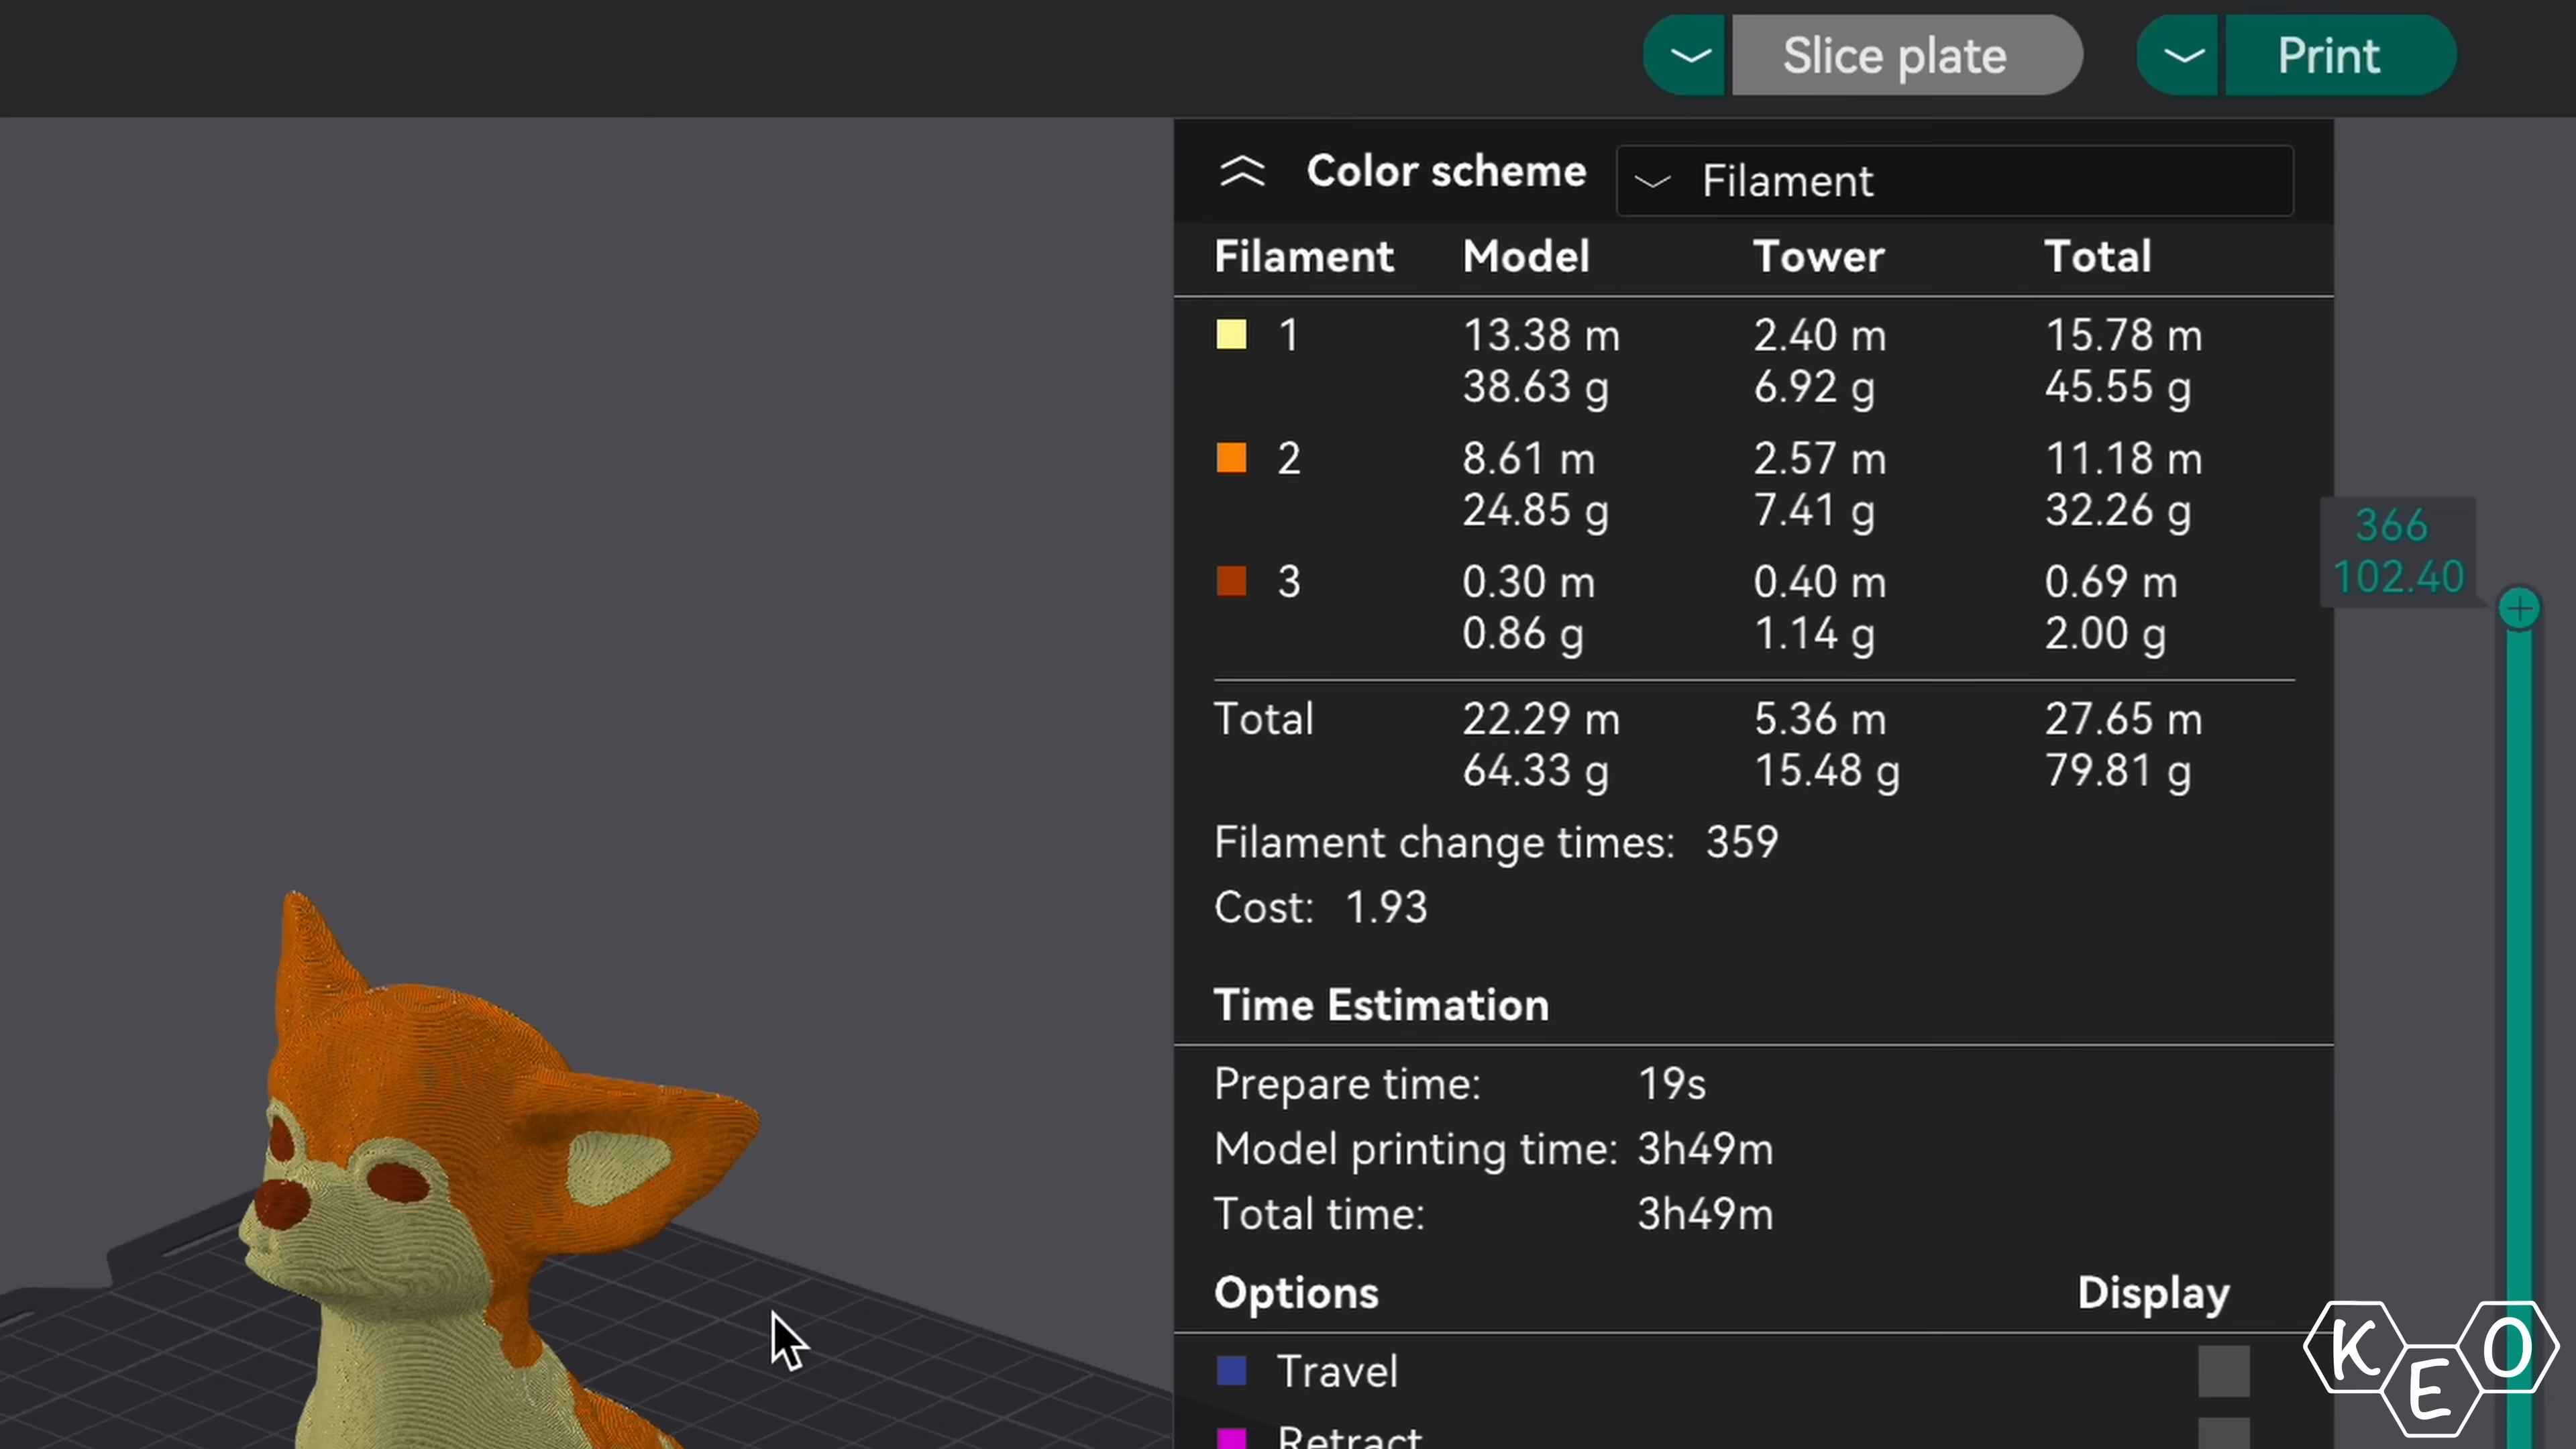 Slice plate
Print
Color scheme
Filament
Filament Model Tower Total
1 13.38 m 2.40 m 15.78 m
38.63 g 6.92 g 45.55 g
2 8.61 m 2.57 m 11.18 m
24.85 g 7.41 g 32.26 g
3 0.30 m 0.40 m 0.69 m
0.86 g 1.14 g 2.00 g
Total 22.29 m 5.36 m 27.65 m
64.33 g 15.48 g 79.81 g
Filament change times: 359
Cost: 1.93
Time Estimation
Prepare time: 19s
Model printing time: 3h49m
Total time: 3h49m
Options Display
Travel
Retract
366
102.40
KEO